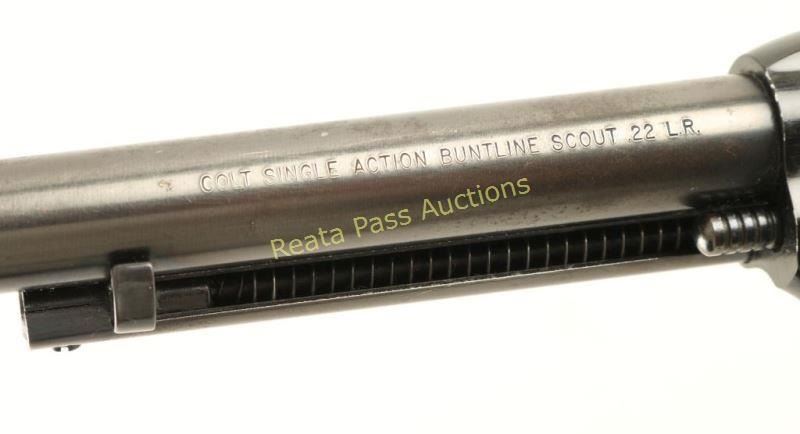 COLT SINGLE ACTION BUNTLINE SCOUT .22 L.R.
Reata Pass Auctions